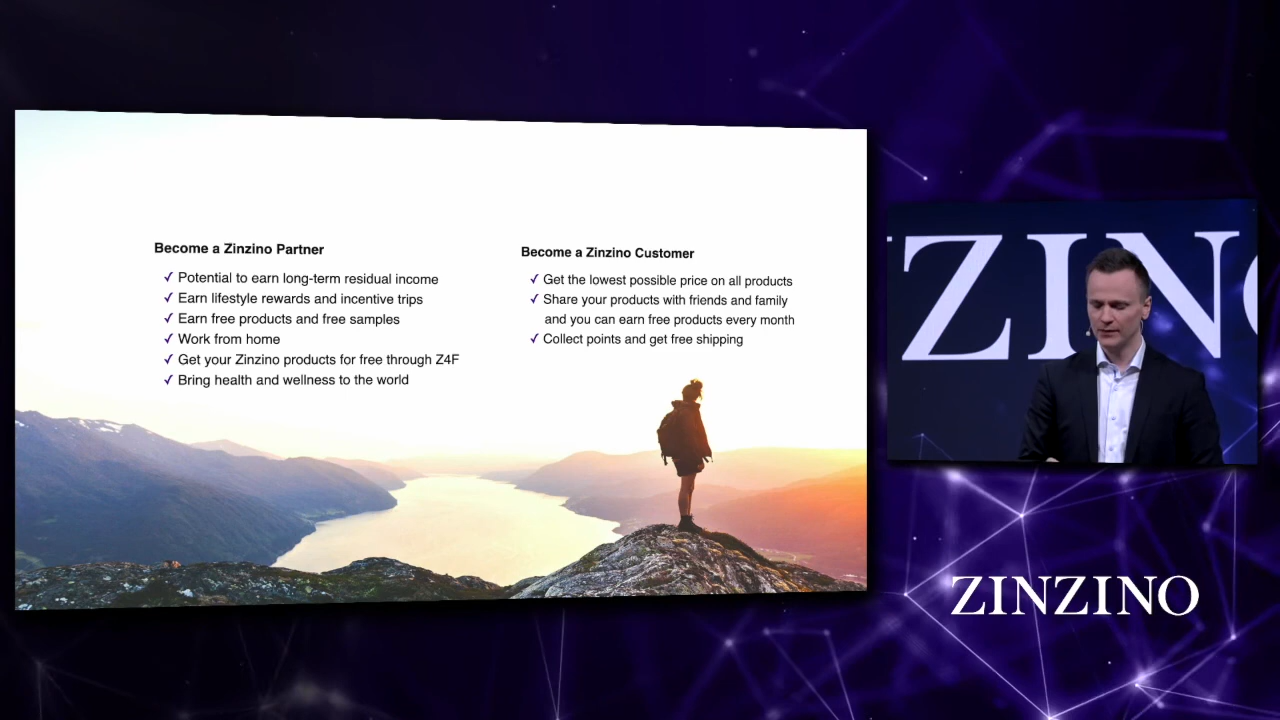 Become a Zinzino Partner
✓ Potential to earn long-term residual income
✓ Earn lifestyle rewards and incentive trips
✓ Earn free products and free samples
✓ Work from home
✓ Get your Zinzino products for free through Z4F
✓ Bring health and wellness to the world
Become a Zinzino Customer
✓ Get the lowest possible price on all products
✓ Share your products with friends and family
and you can earn free products every month
✓ Collect points and get free shipping
NZINO
ZINZINO